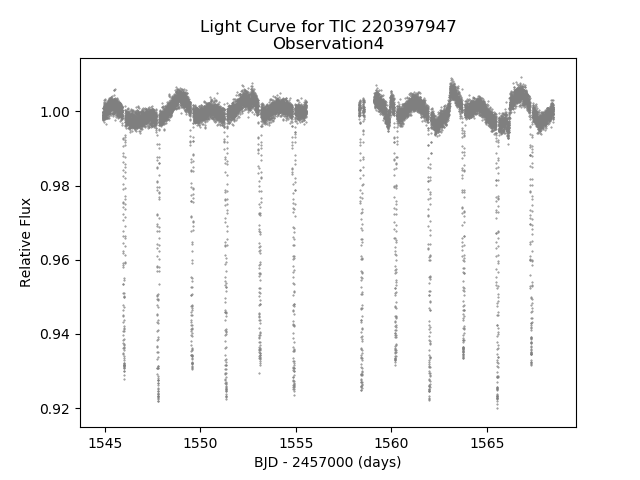 Light Curve for TIC 220397947
Observation4
Relative Flux
1.00
0.98
0.96
0.94
0.92
1545 1550 1555 1560 1565
BJD - 2457000 (days)